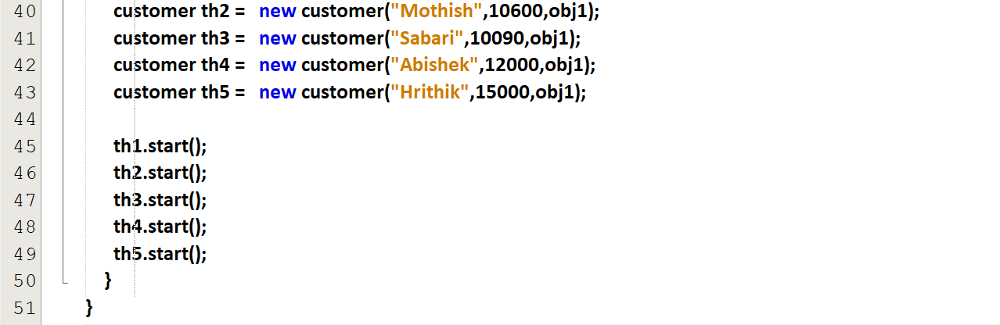 40 customer th2 = new customer("Mothish",10600,obj1);
41 customer th3 = new customer("Sabari",10090,obj1);
42 customer th4 = new customer("Abishek",12000,obj1);
43 customer th5 = new customer("Hrithik",15000,obj1);
44
45 th1.start();
46 th2.start();
47 th3.start();
48 th4.start();
49 th5.start();
50 }
51 }